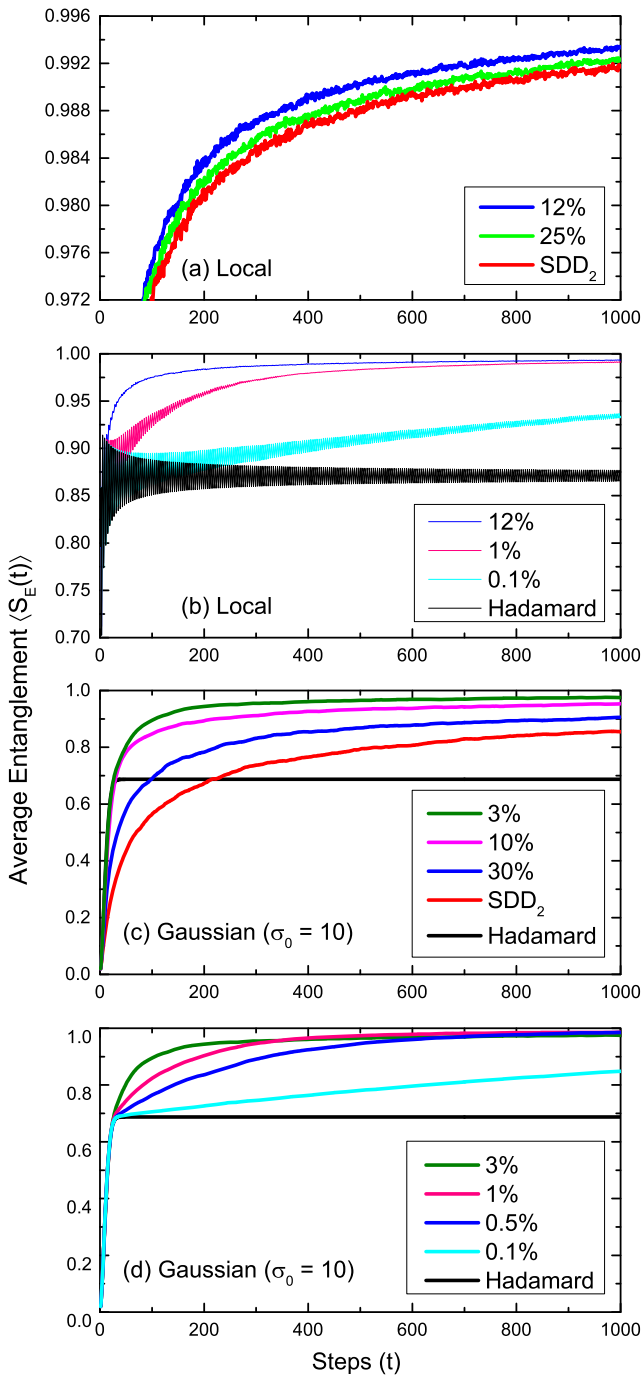 0.996
0.992
0.988
0.984
0.980
0.976
0.972
12%
25%
SDD₂
(a) Local
200 400 600 800 1000
1.00
0.95
0.90
0.85
0.80
0.75
0.70
12%
1%
0.1%
Hadamard
(b) Local
0 200 400 600 800 1000
Average Entanglement ⟨S_E(t)⟩
1.0
0.8
0.6
0.4
0.2
0.0
3%
10%
30%
SDD₂
Hadamard
(c) Gaussian (σ₀ = 10)
0 200 400 600 800 1000
1.0
0.8
0.6
0.4
0.2
0.0
3%
1%
0.5%
0.1%
Hadamard
(d) Gaussian (σ₀ = 10)
0 200 400 600 800 1000
Steps (t)